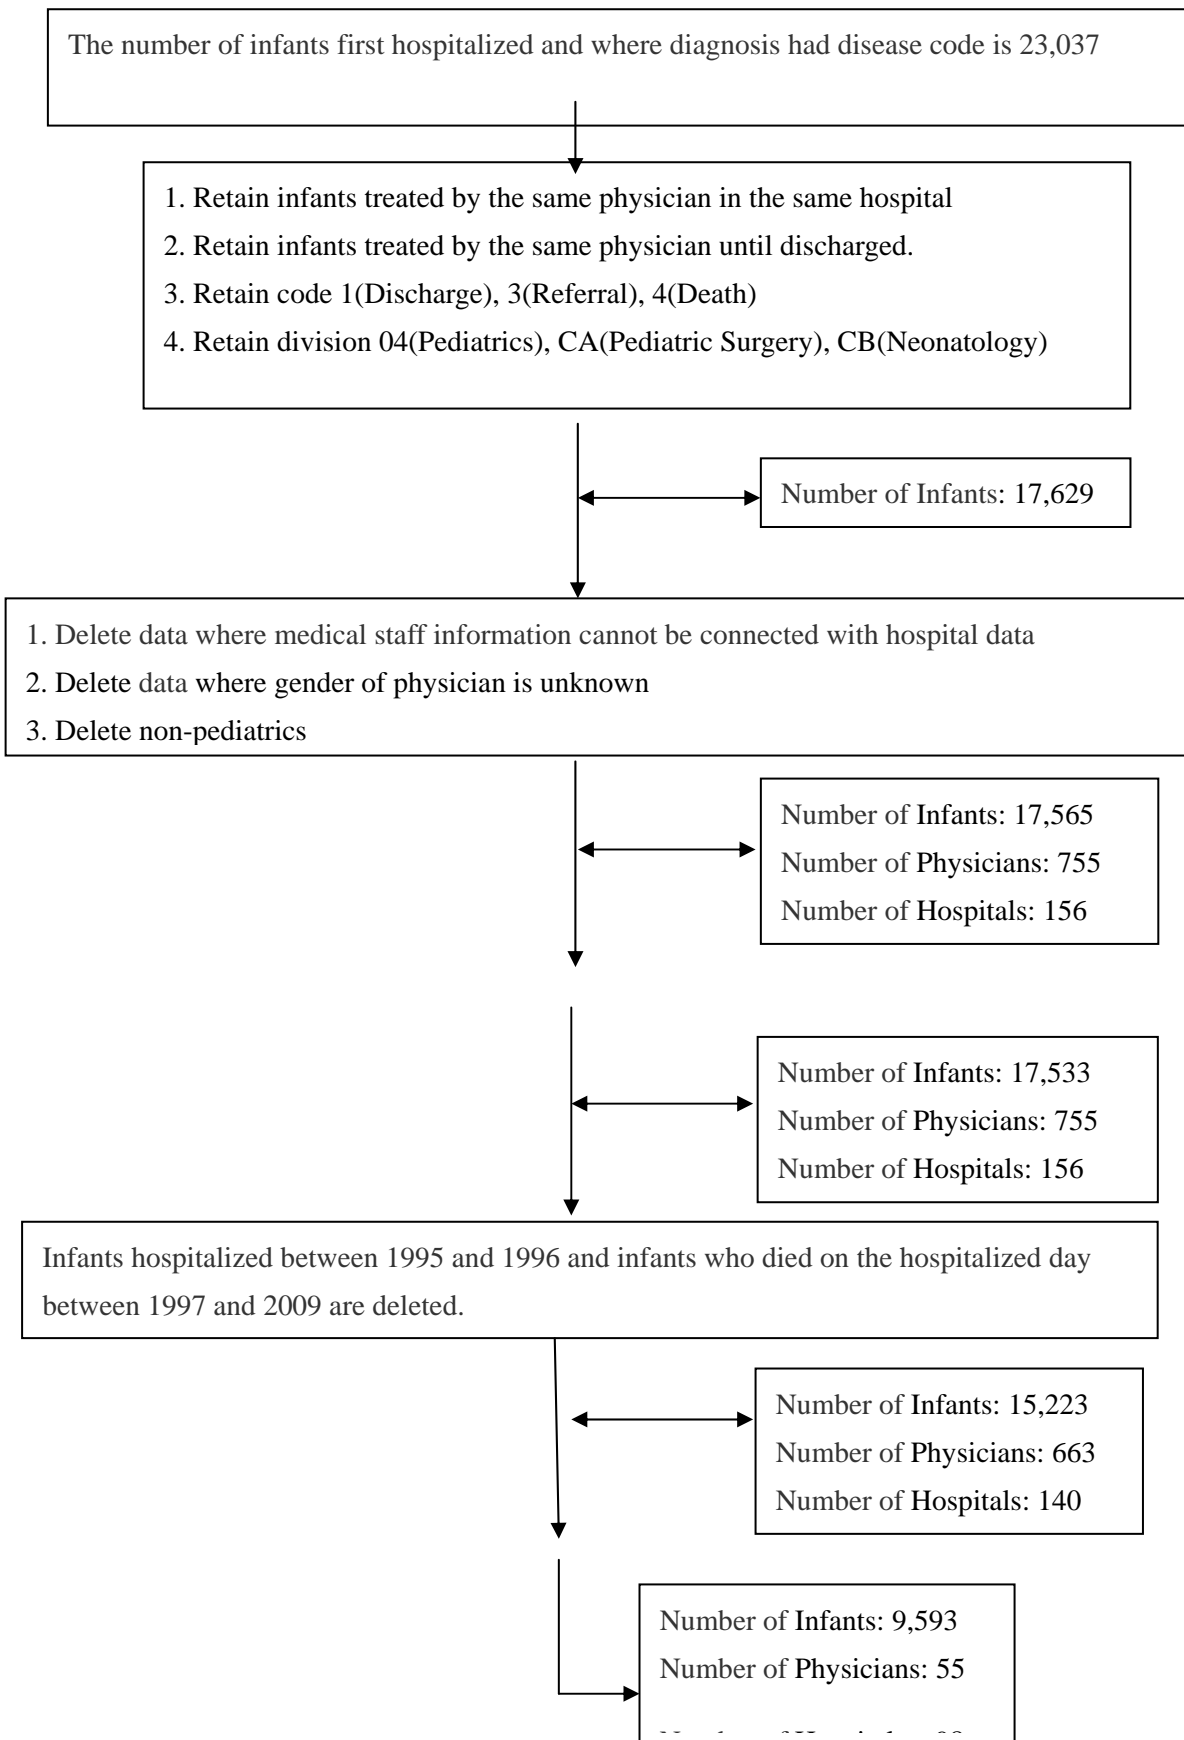 The number of infants first hospitalized and where diagnosis had disease code is 23,037
1. Retain infants treated by the same physician in the same hospital
2. Retain infants treated by the same physician until discharged.
3. Retain code 1(Discharge), 3(Referral), 4(Death)
4. Retain division 04(Pediatrics), CA(Pediatric Surgery), CB(Neonatology)
Number of Infants: 17,629
1. Delete data where medical staff information cannot be connected with hospital data
2. Delete data where gender of physician is unknown
3. Delete non-pediatrics
Number of Infants: 17,565
Number of Physicians: 755
Number of Hospitals: 156
Number of Infants: 17,533
Number of Physicians: 755
Number of Hospitals: 156
Infants hospitalized between 1995 and 1996 and infants who died on the hospitalized day
between 1997 and 2009 are deleted.
Number of Infants: 15,223
Number of Physicians: 663
Number of Hospitals: 140
Number of Infants: 9,593
Number of Physicians: 55